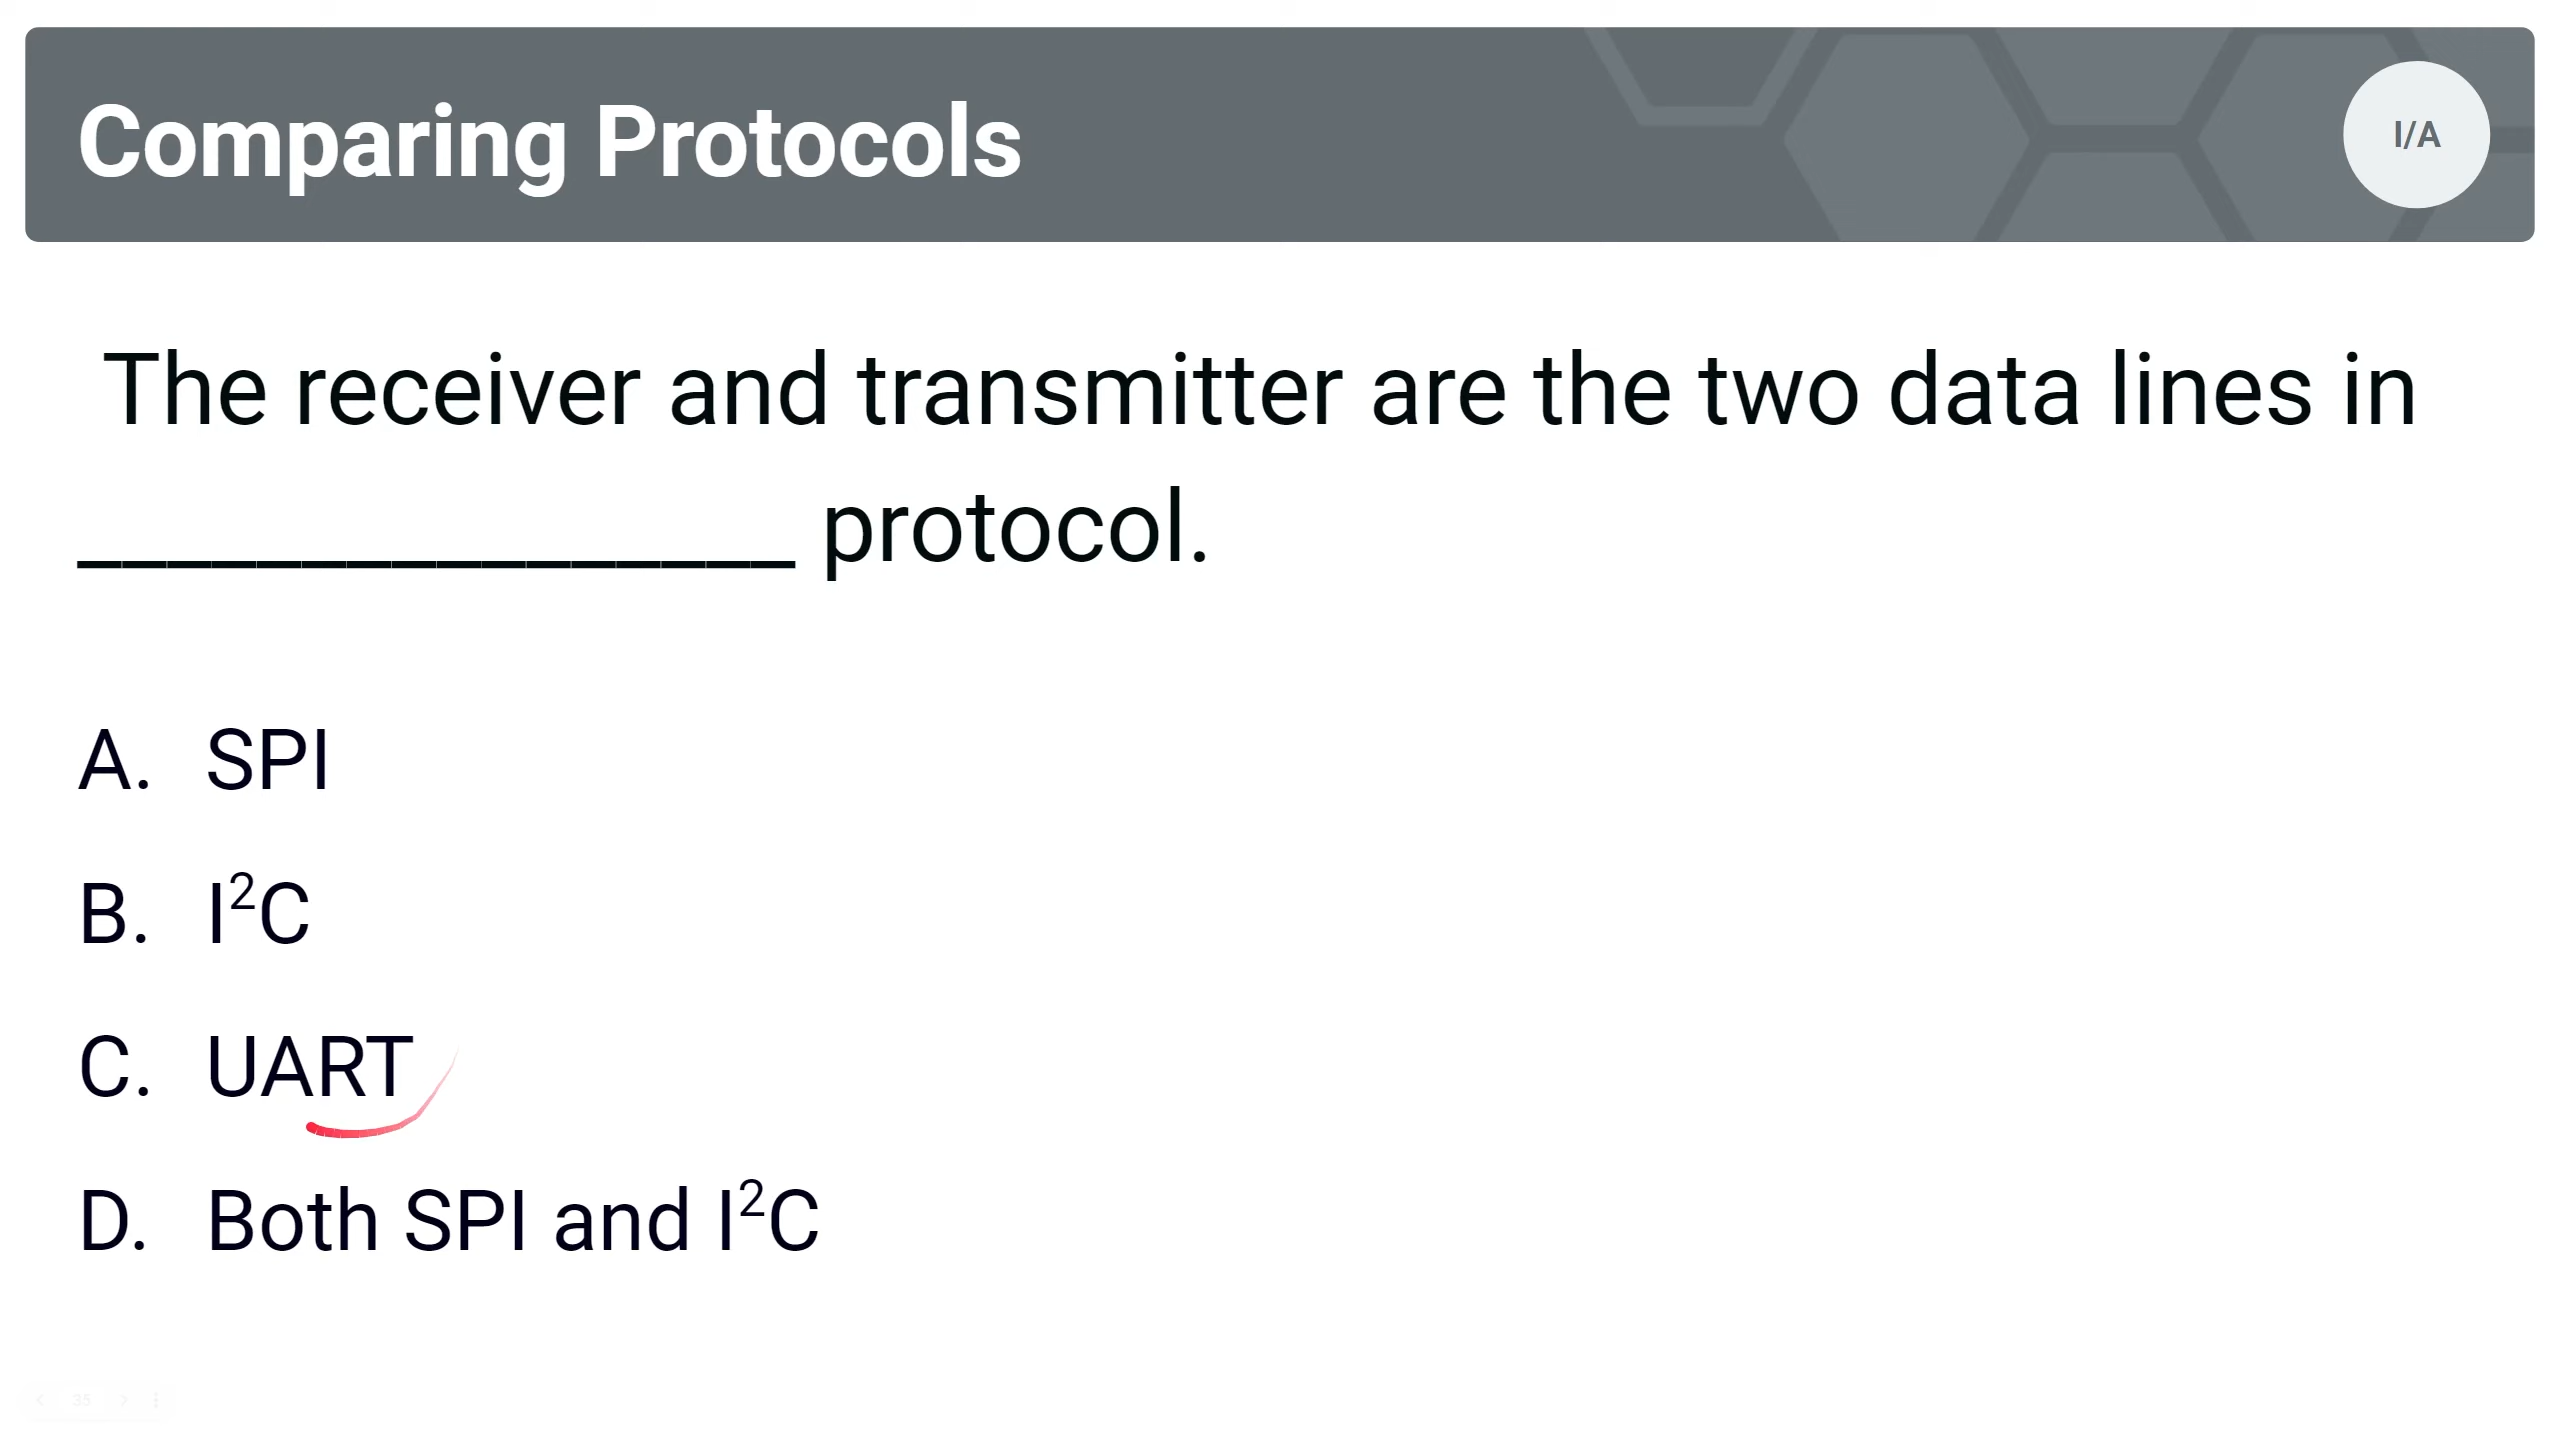 Comparing Protocols
I/A
The receiver and transmitter are the two data lines in
________________ protocol.
A. SPI
B. I²C
C. UART
D. Both SPI and I²C
35